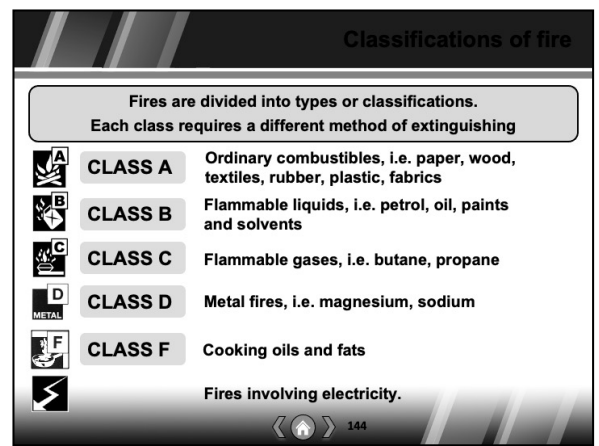 Classifications of fire
Fires are divided into types or classifications.
Each class requires a different method of extinguishing
A
CLASS A
Ordinary combustibles, i.e. paper, wood,
textiles, rubber, plastic, fabrics
B
CLASS B
Flammable liquids, i.e. petrol, oil, paints
and solvents
C
CLASS C
Flammable gases, i.e. butane, propane
D
METAL
CLASS D
Metal fires, i.e. magnesium, sodium
F
CLASS F
Cooking oils and fats
Fires involving electricity.
144